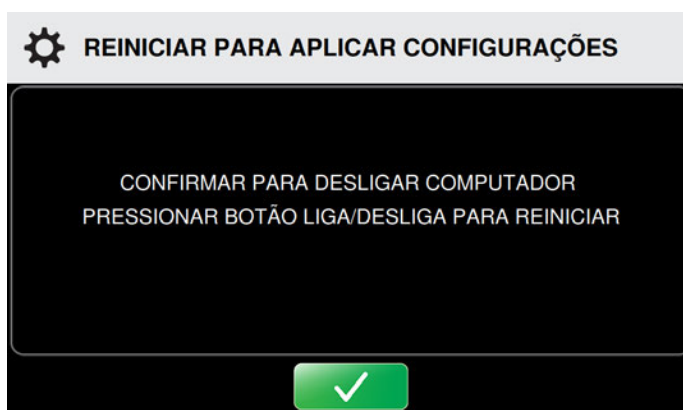 REINICIAR PARA APLICAR CONFIGURAÇÕES
CONFIRMAR PARA DESLIGAR COMPUTADOR
PRESSIONAR BOTÃO LIGA/DESLIGA PARA REINICIAR